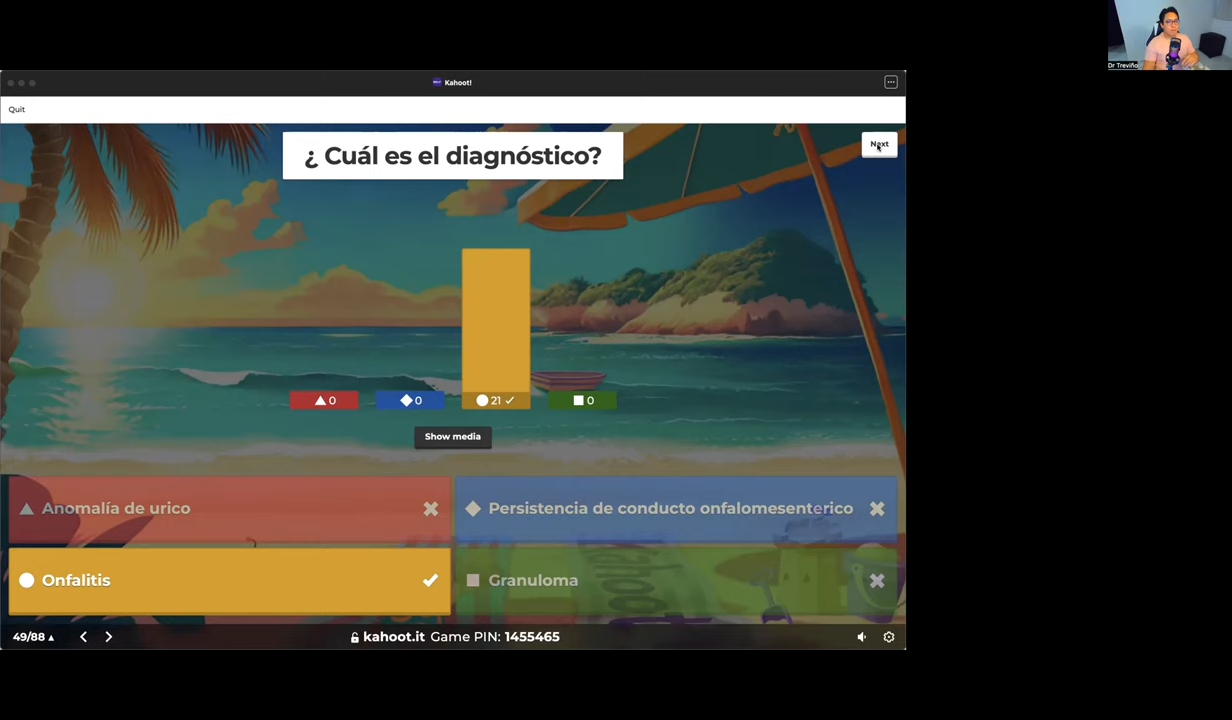 Kahoot!
Dr Treviño
Quit
¿ Cuál es el diagnóstico?
Next
0
0
21
0
Show media
Anomalía de urico
Persistencia de conducto onfalomesenterico
Onfalitis
Granuloma
49/88
kahoot.it Game PIN: 1455465